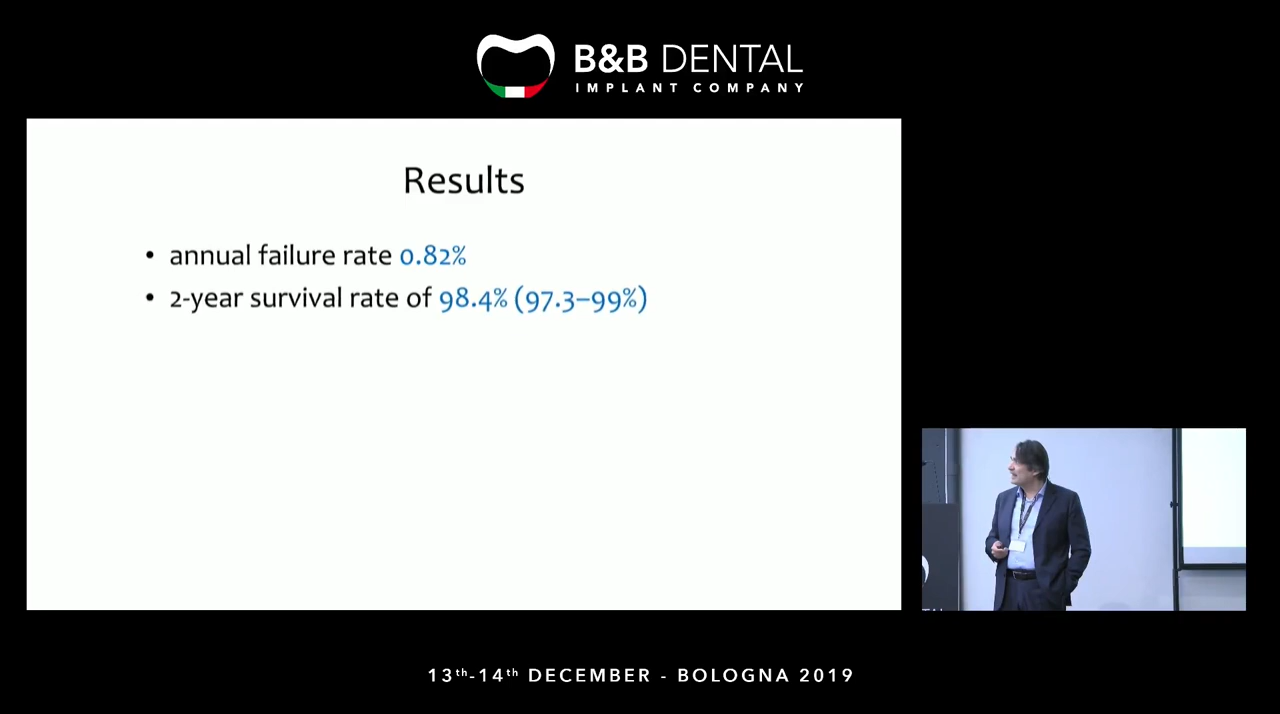 B&B DENTAL
IMPLANT COMPANY
Results
• annual failure rate 0.82%
• 2-year survival rate of 98.4% (97.3–99%)
13th-14th DECEMBER - BOLOGNA 2019